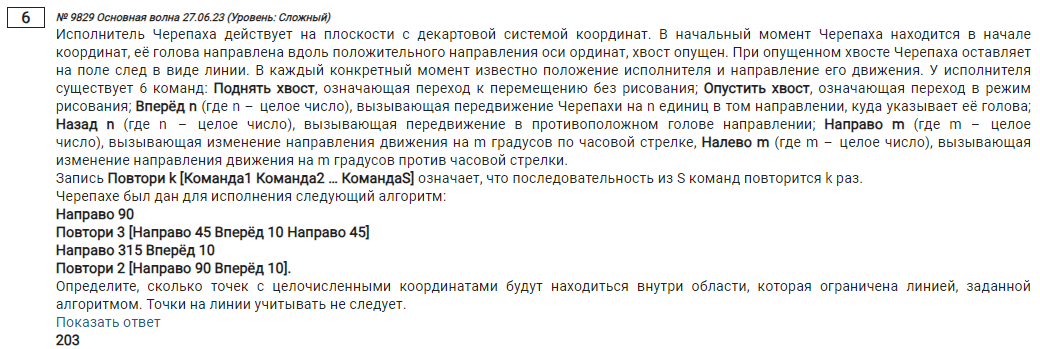 6
№ 9829 Основная волна 27.06.23 (Уровень: Сложный)
Исполнитель Черепаха действует на плоскости с декартовой системой координат. В начальный момент Черепаха находится в начале
координат, её голова направлена вдоль положительного направления оси ординат, хвост опущен. При опущенном хвосте Черепаха оставляет
на поле след в виде линии. В каждый конкретный момент известно положение исполнителя и направление его движения. У исполнителя
существует 6 команд: Поднять хвост, означающая переход к перемещению без рисования; Опустить хвост, означающая переход в режим
рисования; Вперёд n (где n – целое число), вызывающая передвижение Черепахи на n единиц в том направлении, куда указывает её голова;
Назад n (где n – целое число), вызывающая передвижение в противоположном голове направлении; Направо m (где m – целое
число), вызывающая изменение направления движения на m градусов по часовой стрелке, Налево m (где m – целое число), вызывающая
изменение направления движения на m градусов против часовой стрелки.
Запись Повтори k [Команда1 Команда2 … КомандаS] означает, что последовательность из S команд повторится k раз.
Черепахе был дан для исполнения следующий алгоритм:
Направо 90
Повтори 3 [Направо 45 Вперёд 10 Направо 45]
Направо 315 Вперёд 10
Повтори 2 [Направо 90 Вперёд 10].
Определите, сколько точек с целочисленными координатами будут находиться внутри области, которая ограничена линией, заданной
алгоритмом. Точки на линии учитывать не следует.
Показать ответ
203